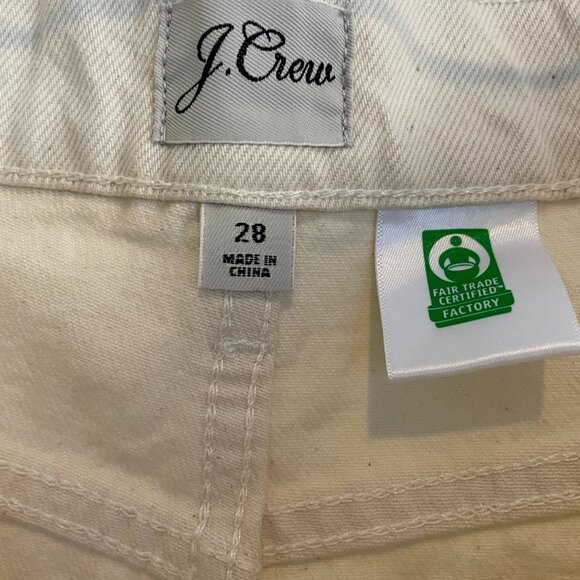 J.Crew
28
MADE IN
CHINA
FAIR TRADE
CERTIFIED™
FACTORY